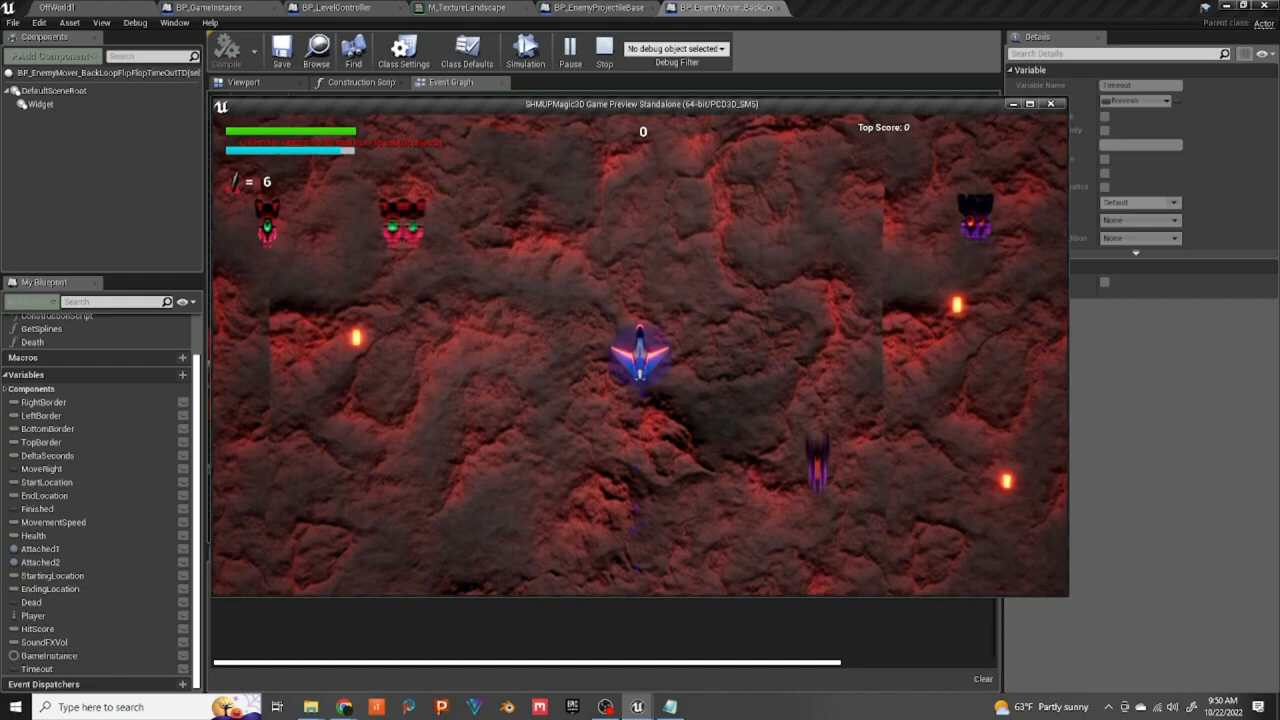 OffWorld1
BP_GameInstance
BP_LevelController
M_TextureLandscape
BP_EnemyProjectileBase
BP_EnemyMover_BackLoo
File
Edit
Asset
View
Debug
Window
Help
Parent class:
Actor
Components
+Add Component
Search
BP_EnemyMover_BackLoopFlipFlopTimeOutTD(sel
DefaultSceneRoot
Widget
Compile
Save
Browse
Find
Class Settings
Class Defaults
Simulation
Pause
Stop
No debug object selected
Debug Filter
Details
Search Details
Variable
Variable Name
Timeout
Boolean
Default
None
None
Viewport
Construction Scrip
Event Graph
SHMUPMagic3D Game Preview Standalone (64-bit/PCD3D_SM5)
0
Top Score: 0
= 6
My Blueprint
Search
ConstructionScript
GetSplines
Death
Macros
Variables
Components
RightBorder
LeftBorder
BottomBorder
TopBorder
DeltaSeconds
MoveRight
StartLocation
EndLocation
Finished
MovementSpeed
Health
Attached1
Attached2
StartingLocation
EndingLocation
Dead
Player
HitScore
SoundFXVol
GameInstance
Timeout
Event Dispatchers
Clear
Type here to search
63°F Partly sunny
9:50 AM
10/22/2022